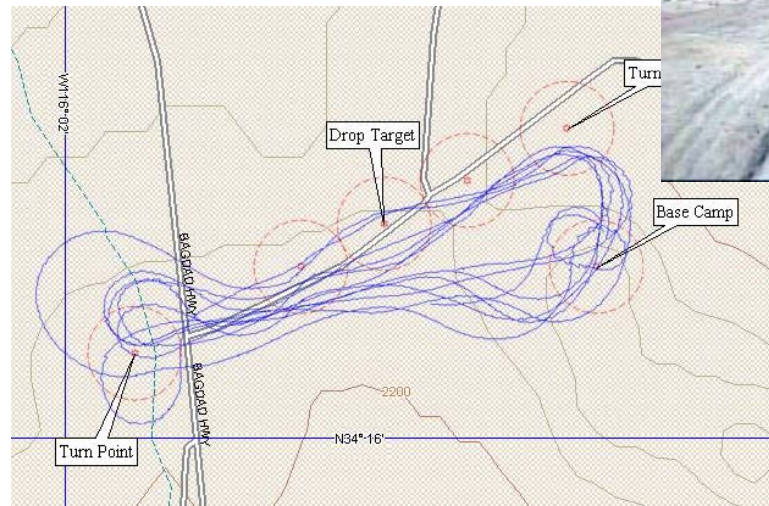 W116°02'
Turn
Drop Target
Base Camp
BAGDAD HWY
BAGDAD HWY
2200
N34°16'
Turn Point